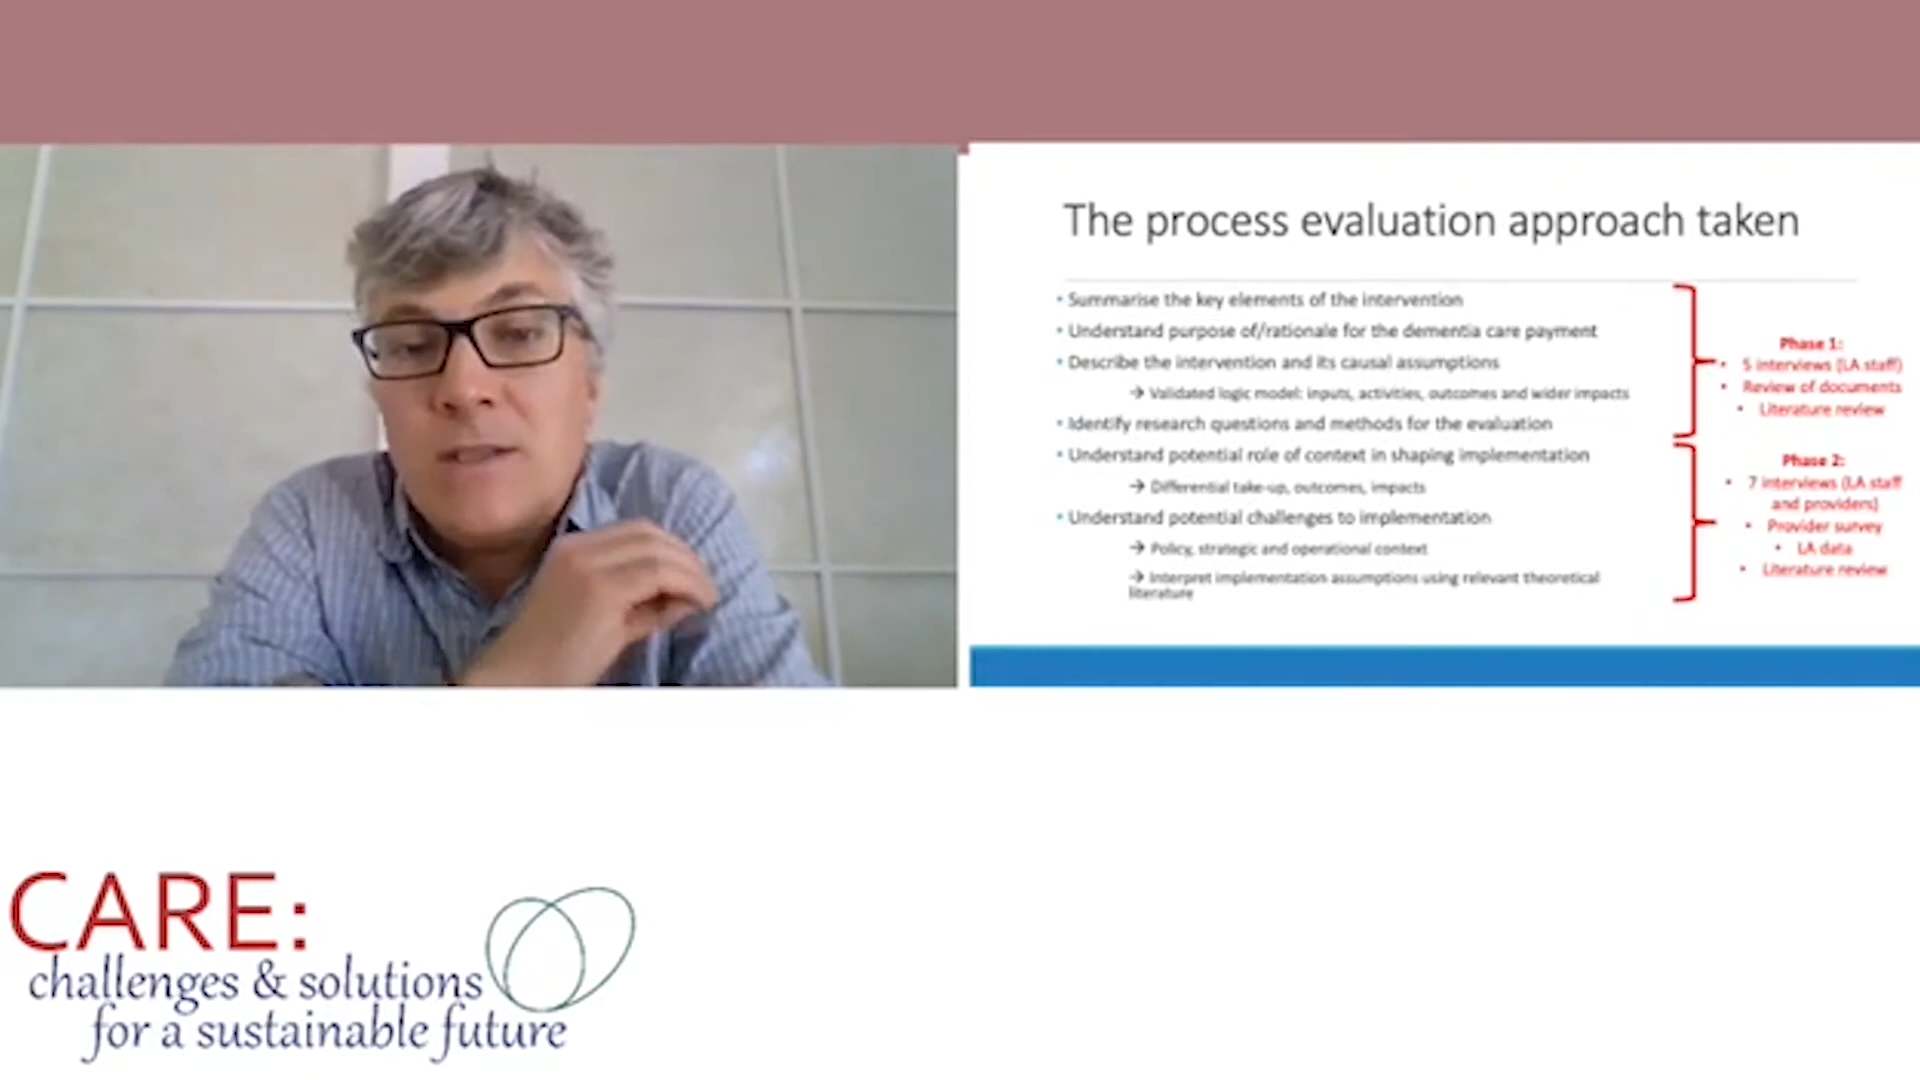 The process evaluation approach taken
• Summarise the key elements of the intervention
• Understand purpose of/rationale for the dementia care payment
• Describe the intervention and its causal assumptions
→ Validated logic model: inputs, activities, outcomes and wider impacts
• Identify research questions and methods for the evaluation
• Understand potential role of context in shaping implementation
→ Differential take-up, outcomes, impacts
• Understand potential challenges to implementation
→ Policy, strategic and operational context
→ Interpret implementation assumptions using relevant theoretical
literature
Phase 1:
• 5 interviews (LA staff)
• Review of documents
• Literature review
Phase 2:
• 7 interviews (LA staff
and providers)
• Provider survey
• LA data
• Literature review
CARE:
challenges & solutions
for a sustainable future